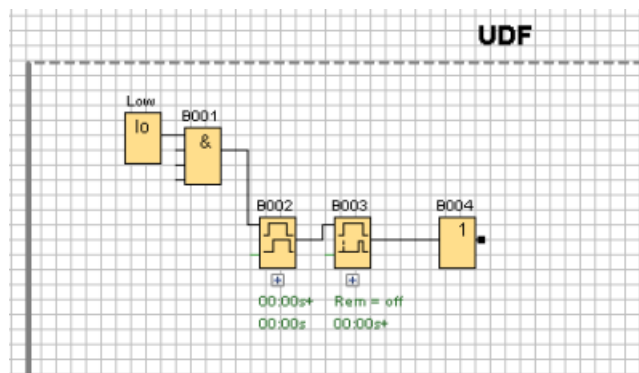 UDF
Low
B001
lo
&
B002
B003
B004
1
00:00s+
Rem = off
00:00s
00:00s+